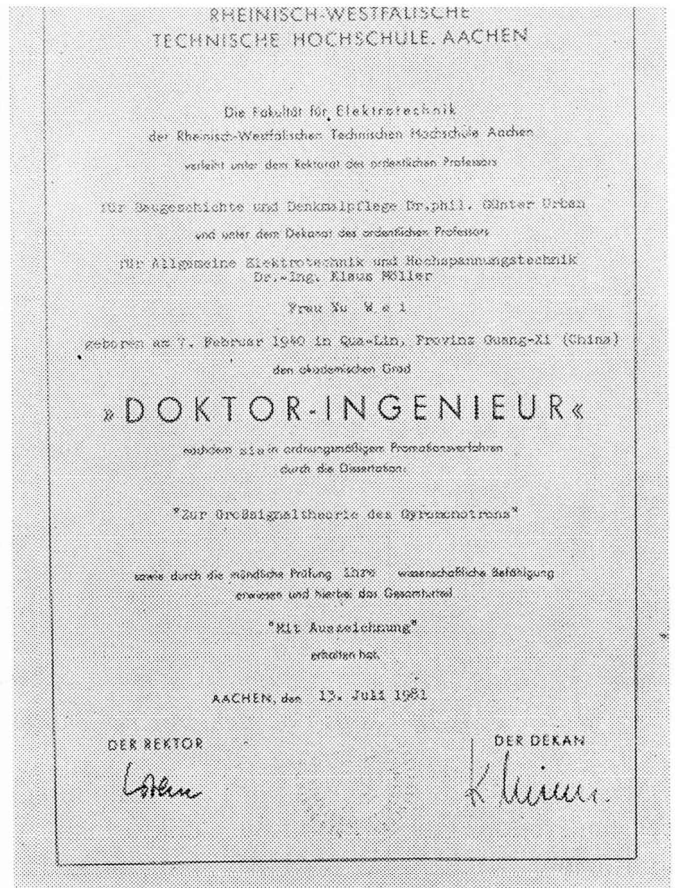 RHEINISCH-WESTFÄLISCHE
TECHNISCHE HOCHSCHULE AACHEN
Die Fakultät für Elektrotechnik
der Rheinisch-Westfälischen Technischen Hochschule Aachen
verleiht unter dem Rektorat des ordentlichen Professors
für Baugeschichte und Denkmalpflege Dr.phil. Günter Urban
und unter dem Dekanat des ordentlichen Professors
für Allgemeine Elektrotechnik und Hochspannungstechnik
Dr.-Ing. Klaus Möller
Frau Xu W e i
geboren am 7. Februar 1940 in Qua-Lin, Provinz Guang-Xi (China)
den akademischen Grad
»DOKTOR-INGENIEUR«
nachdem sie in ordnungsmäßigem Promotionsverfahren
durch die Dissertation:
"Zur Großsignaltheorie des Gyromonotrons"
sowie durch die mündliche Prüfung ihre wissenschaftliche Befähigung
erwiesen und hierbei das Gesamturteil
"Mit Auszeichnung"
erhalten hat.
AACHEN, den 13. Juli 1981
DER REKTOR
DER DEKAN